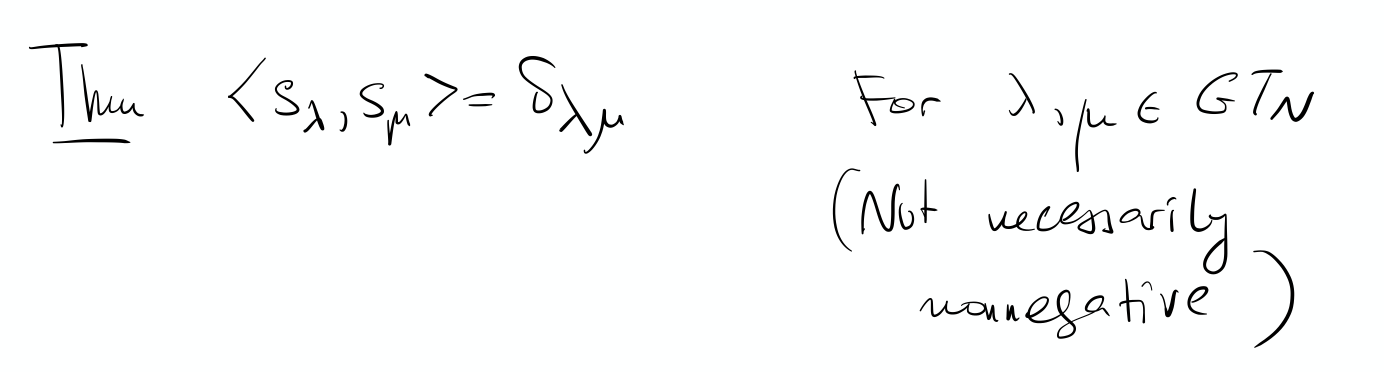 Thm <s_λ, s_μ> = δ_λμ For λ, μ ∈ GT_N
(Not necessarily
nonnegative)